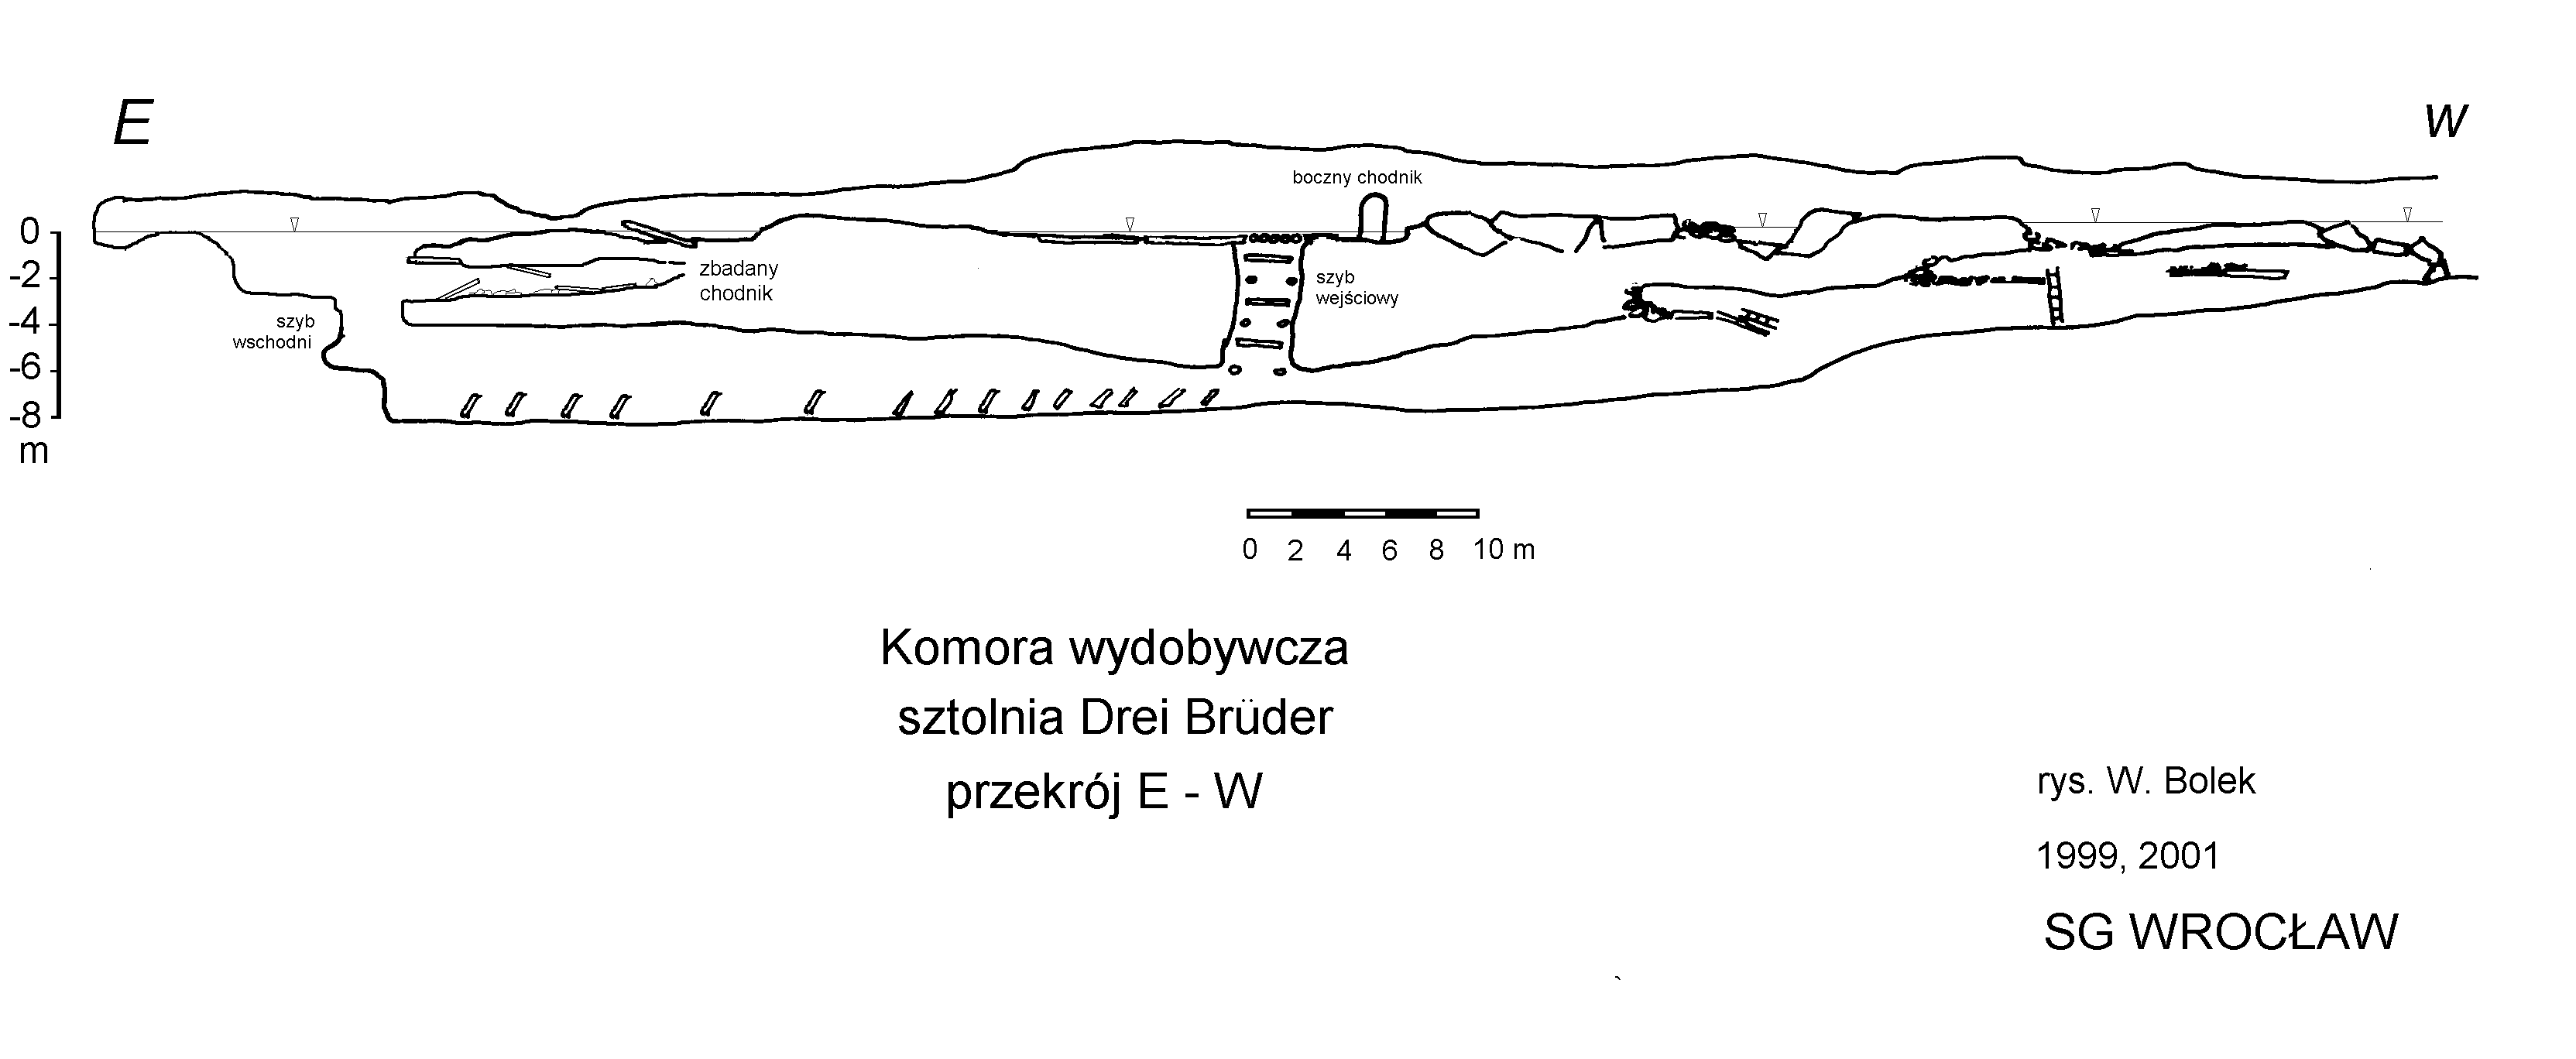 E
W
boczny chodnik
0
-2
-4
-6
-8
m
zbadany
chodnik
szyb
wejściowy
szyb
wschodni
0 2 4 6 8 10 m
Komora wydobywcza
sztolnia Drei Brüder
przekrój E - W
rys. W. Bolek
1999, 2001
SG WROCŁAW